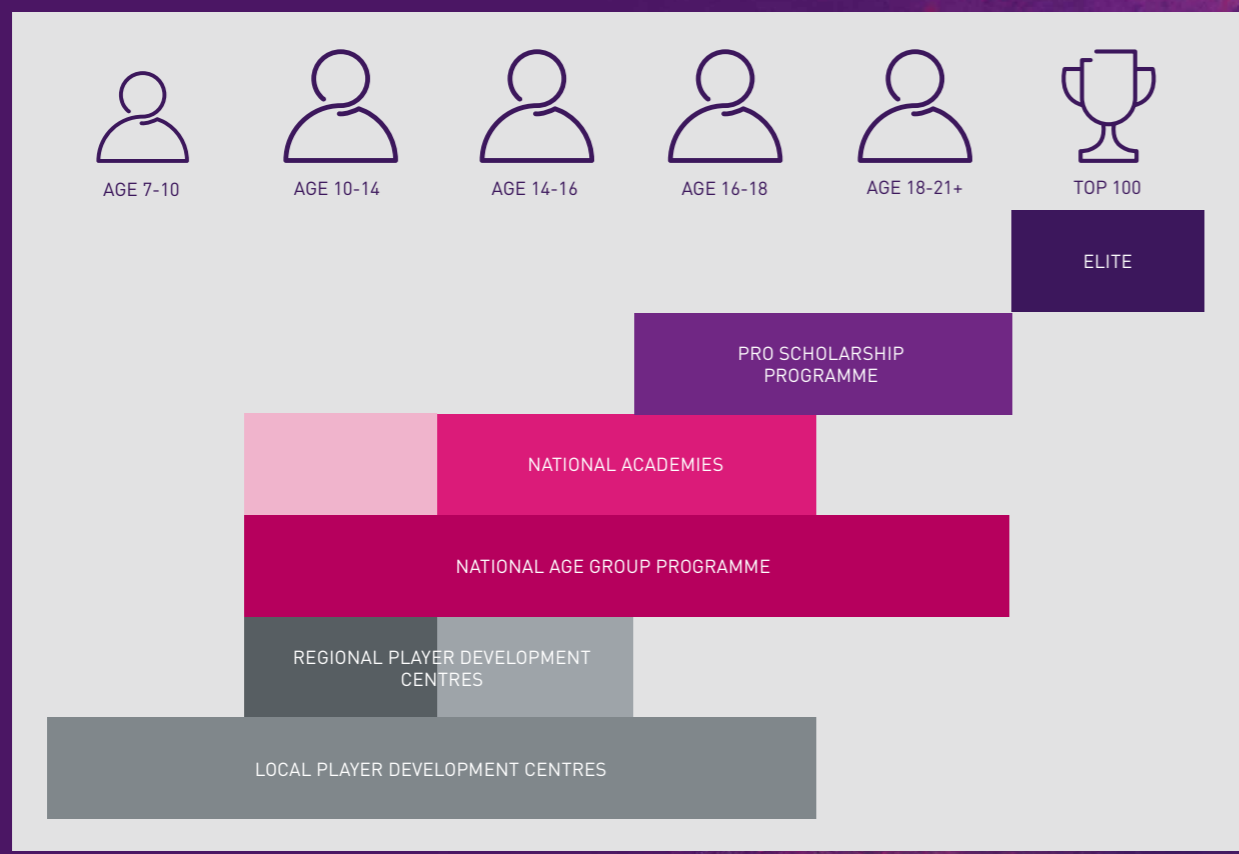 AGE 7-10
AGE 10-14
AGE 14-16
AGE 16-18
AGE 18-21+
TOP 100
ELITE
PRO SCHOLARSHIP
PROGRAMME
NATIONAL ACADEMIES
NATIONAL AGE GROUP PROGRAMME
REGIONAL PLAYER DEVELOPMENT
CENTRES
LOCAL PLAYER DEVELOPMENT CENTRES